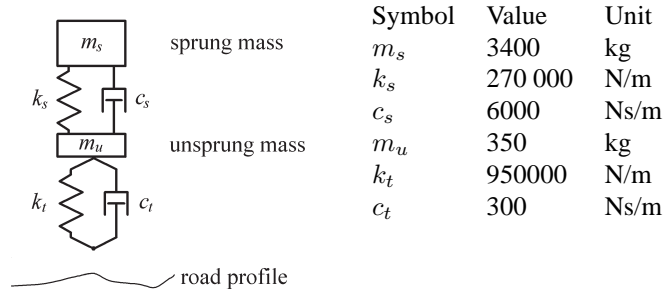 m_s
sprung mass
k_s
c_s
m_u
unsprung mass
k_t
c_t
road profile
Symbol Value Unit
m_s 3400 kg
k_s 270 000 N/m
c_s 6000 Ns/m
m_u 350 kg
k_t 950000 N/m
c_t 300 Ns/m